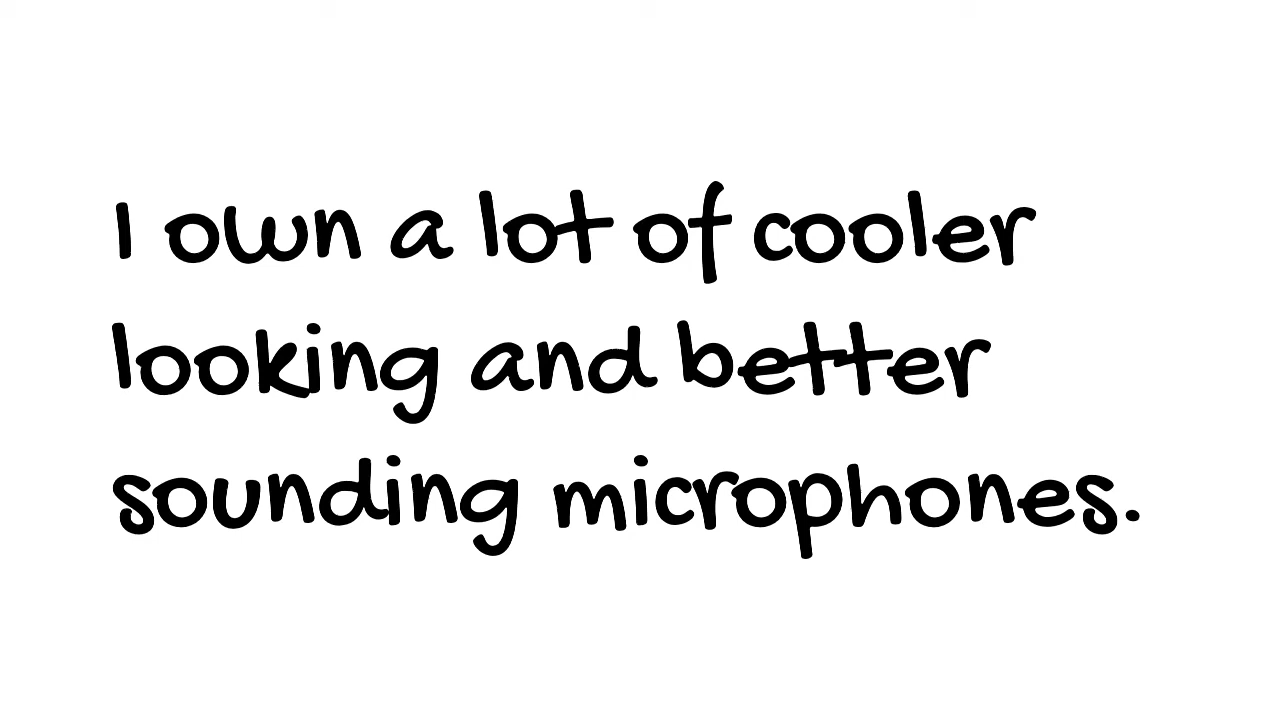 I own a lot of cooler
looking and better
sounding microphones.